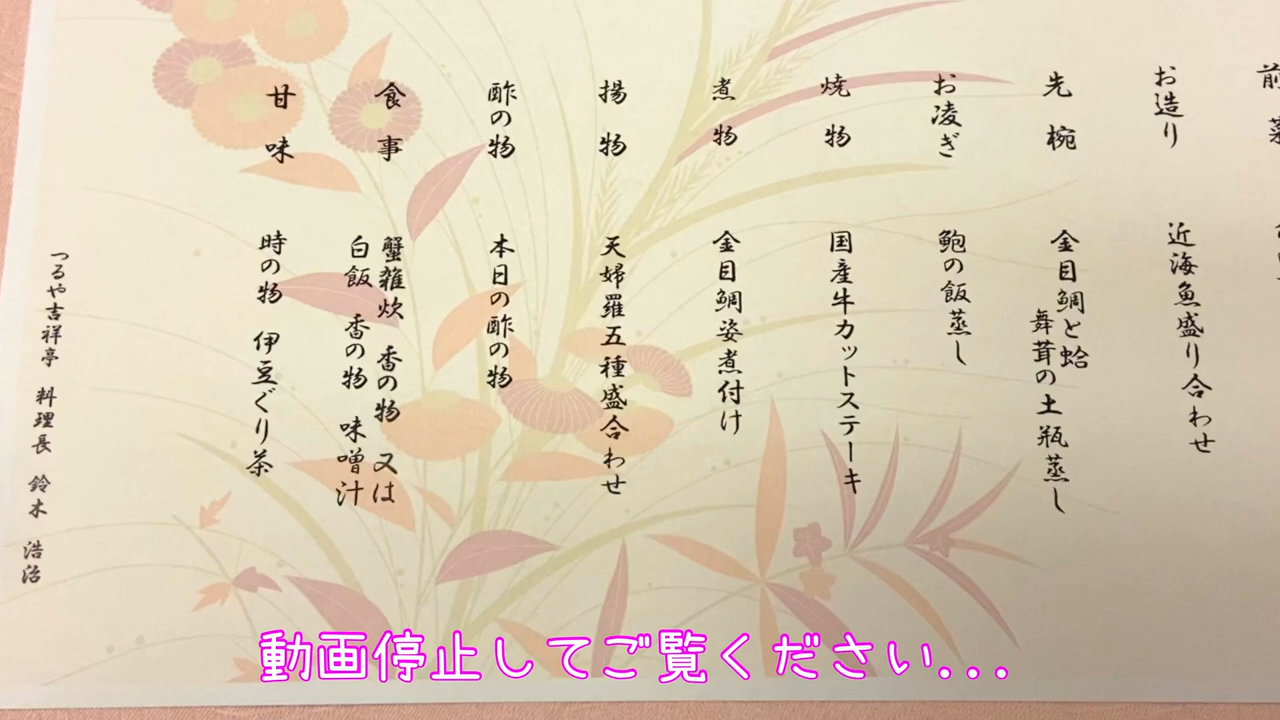 前
お造り
近海魚盛り合わせ
先椀
金目鯛と蛤
舞茸の土瓶蒸し
お凌ぎ
鮑の飯蒸し
焼物
国産牛カットステーキ
煮物
金目鯛姿煮付け
揚物
天婦羅五種盛合わせ
酢の物
本日の酢の物
食事
蟹雑炊 香の物 又は
白飯 香の物 味噌汁
甘味
時の物 伊豆ぐり茶
つるや吉祥亭 料理長 鈴木 浩治
動画停止してご覧ください...